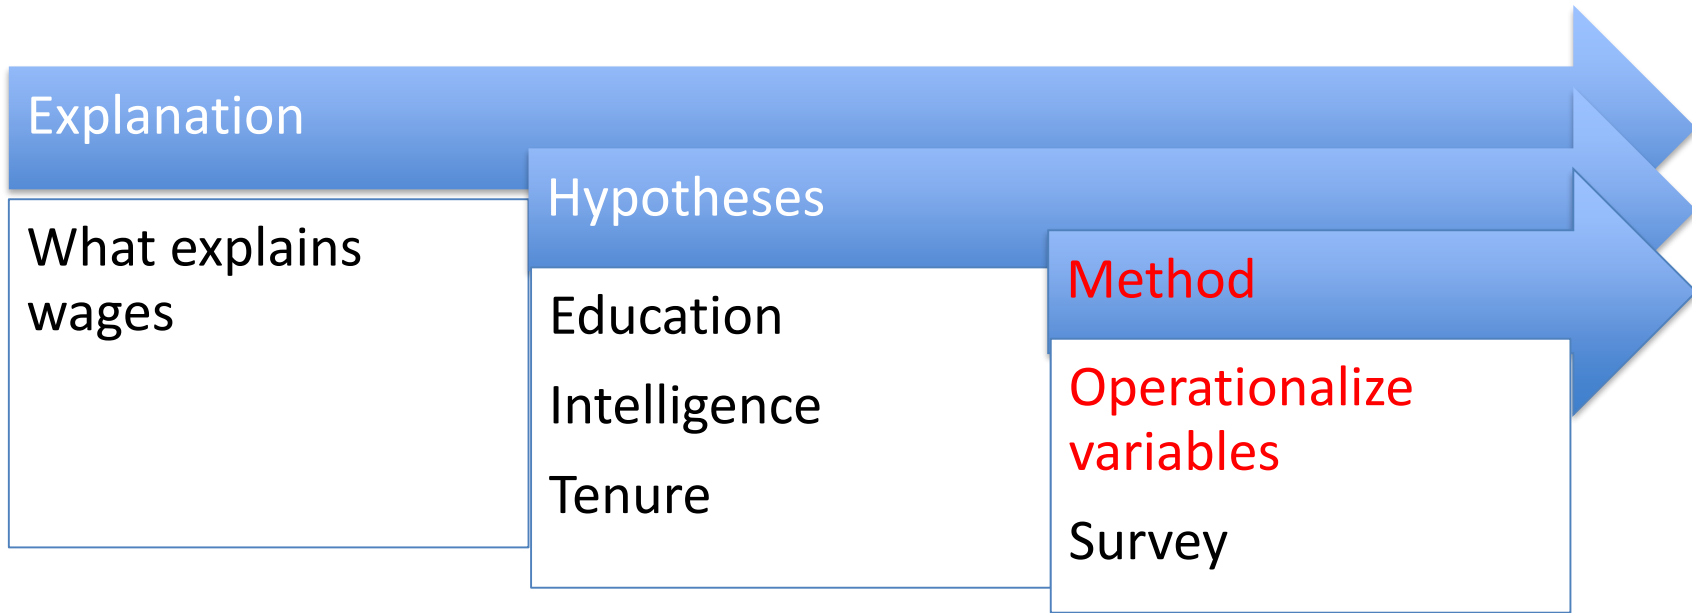 Explanation
What explains
wages
Hypotheses
Education
Intelligence
Tenure
Method
Operationalize
variables
Survey